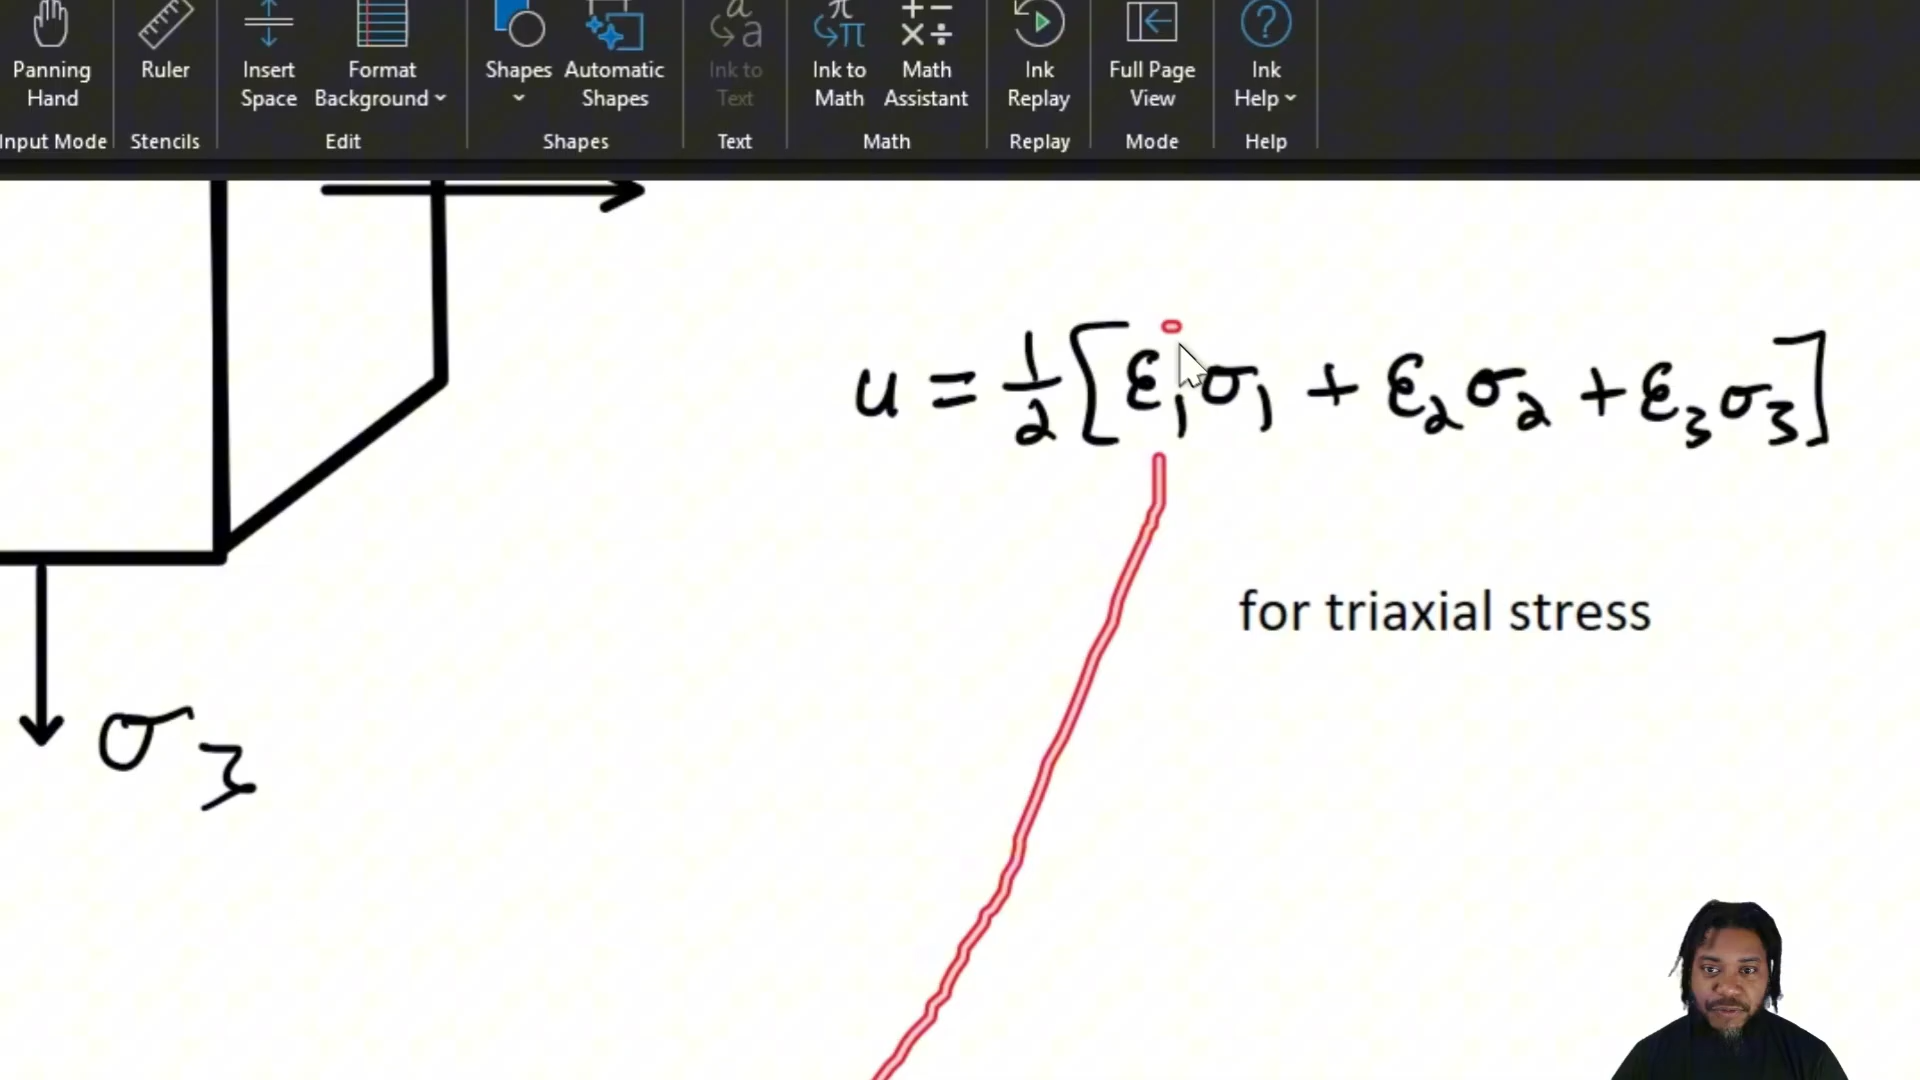 Panning Hand
Ruler
Insert Space
Format Background
Shapes
Automatic Shapes
Ink to Text
Ink to Math
Math Assistant
Ink Replay
Full Page View
Ink Help
Input Mode
Stencils
Edit
Shapes
Text
Math
Replay
Mode
Help
u = 1/2 [ε₁σ₁ + ε₂σ₂ + ε₃σ₃]
for triaxial stress
σ₃